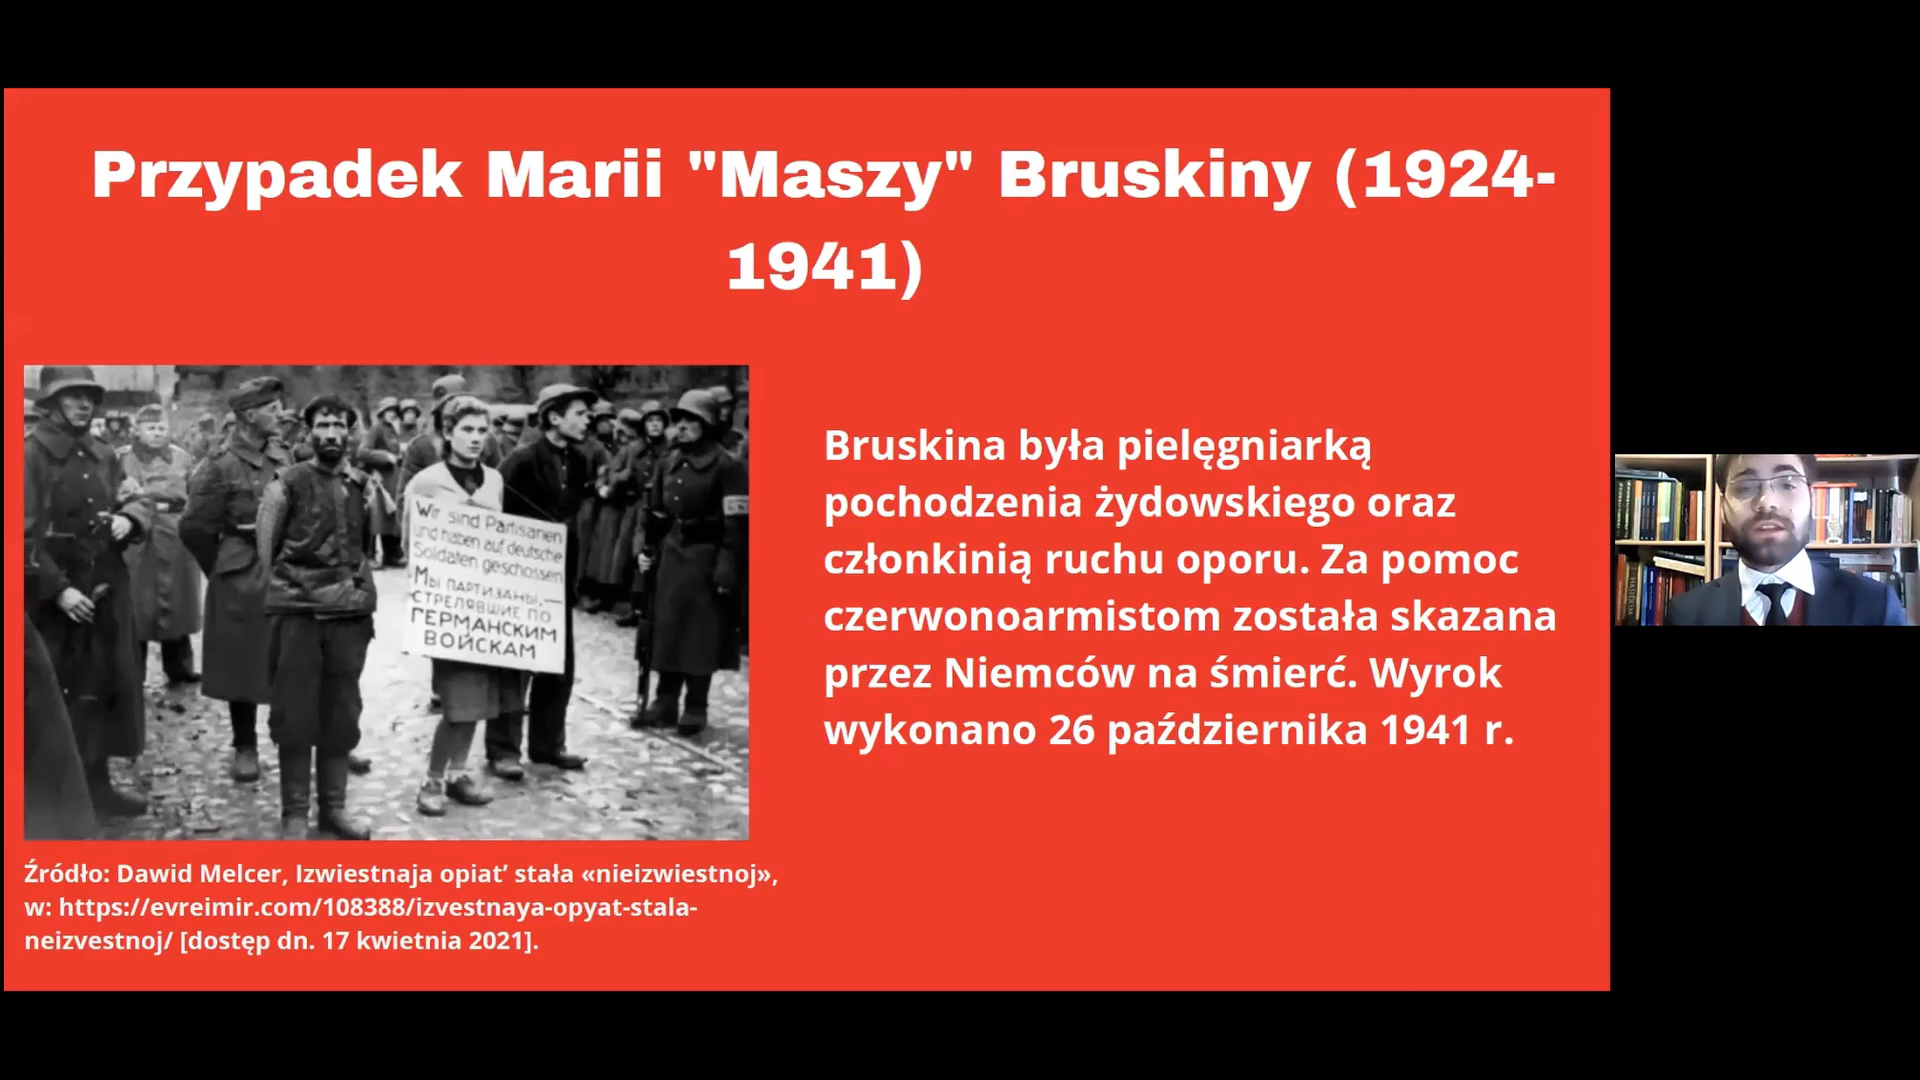 Przypadek Marii "Maszy" Bruskiny (1924-
1941)
Wir sind Partisanen
und haben auf deutsche
Soldaten geschossen
Мы партизаны,—
стрелявшие по
германским
войскам
Bruskina była pielęgniarką
pochodzenia żydowskiego oraz
członkinią ruchu oporu. Za pomoc
czerwonoarmistom została skazana
przez Niemców na śmierć. Wyrok
wykonano 26 października 1941 r.
Źródło: Dawid Melcer, Izwiestnaja opiat’ stała «nieizwiestnoj»,
w: https://evreimir.com/108388/izvestnaya-opyat-stala-
neizvestnoj/ [dostęp dn. 17 kwietnia 2021].
HASIDISM